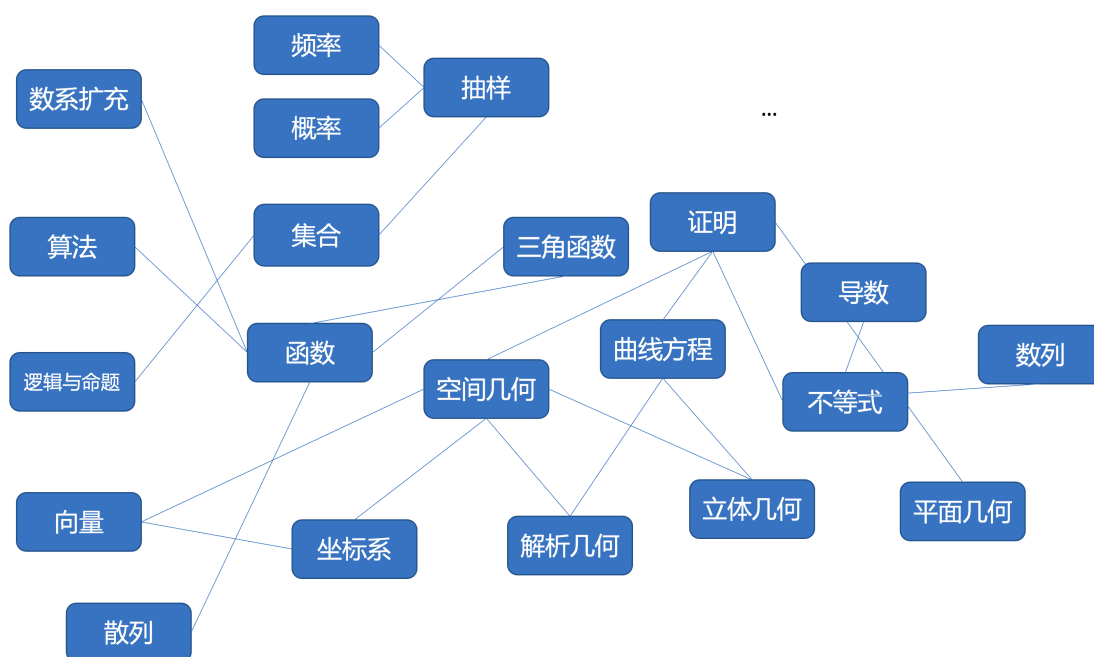 频率
数系扩充
抽样
概率
...
算法
集合
三角函数
证明
导数
逻辑与命题
函数
空间几何
曲线方程
不等式
数列
向量
坐标系
解析几何
立体几何
平面几何
散列